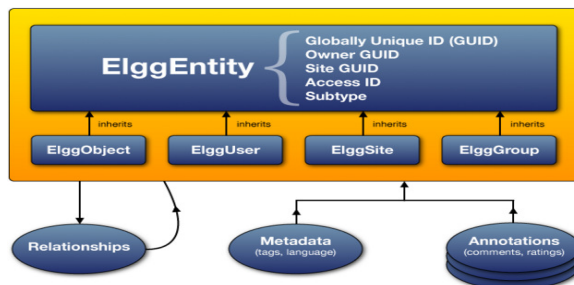 ElggEntity
Globally Unique ID (GUID)
Owner GUID
Site GUID
Access ID
Subtype
inherits
inherits
inherits
inherits
ElggObject
ElggUser
ElggSite
ElggGroup
Relationships
Metadata
(tags, language)
Annotations
(comments, ratings)